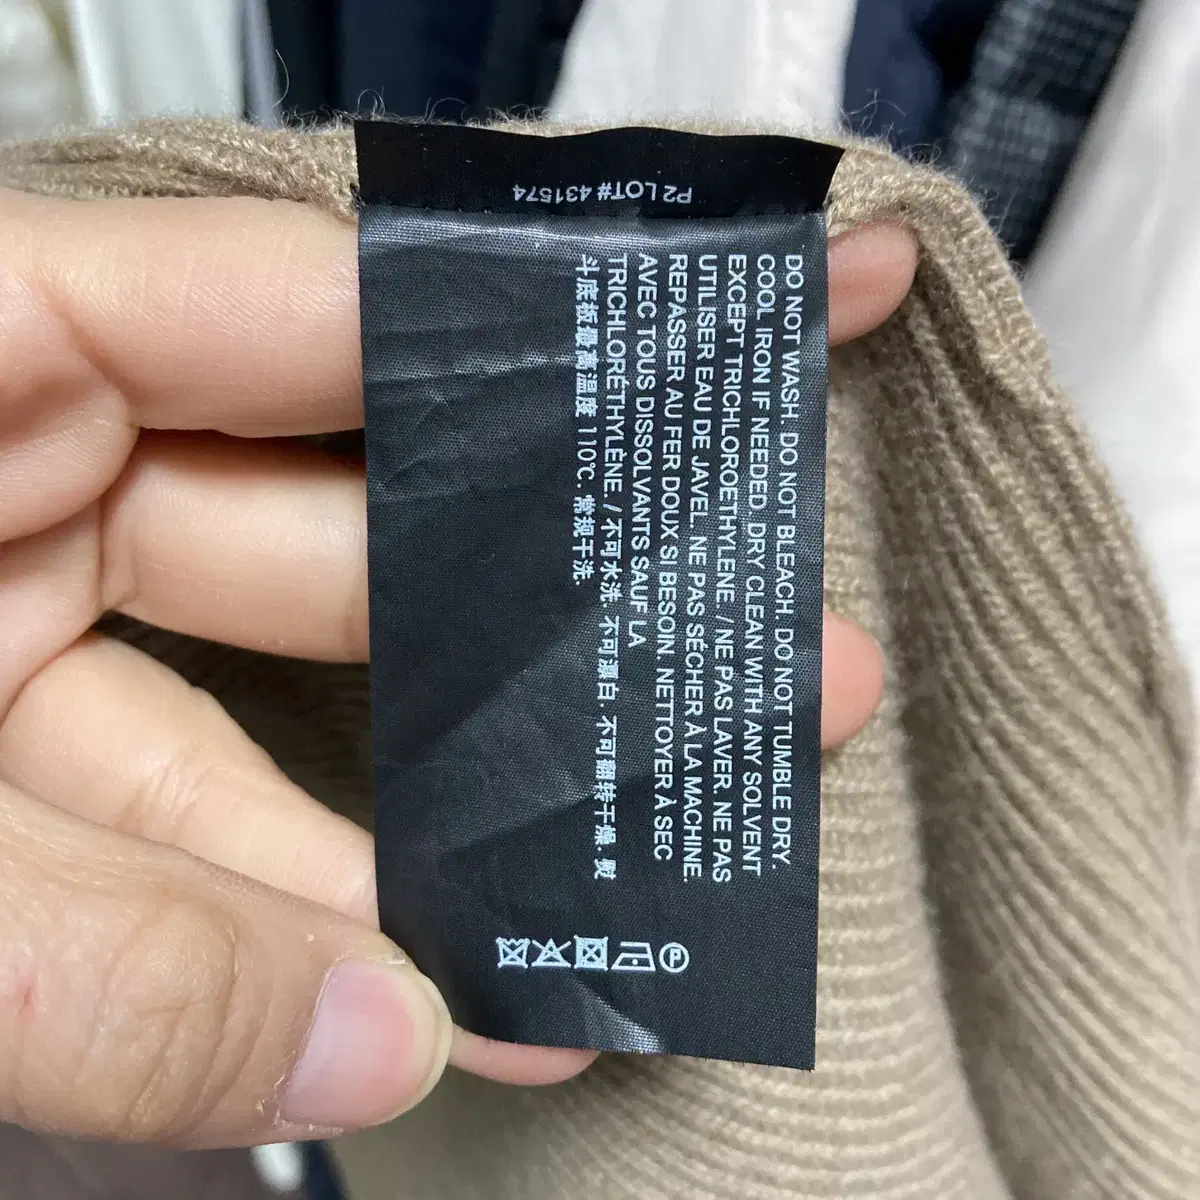 P2 LOT# 431574
DO NOT WASH. DO NOT BLEACH. DO NOT TUMBLE DRY.
COOL IRON IF NEEDED. DRY CLEAN WITH ANY SOLVENT
EXCEPT TRICHLOROETHYLENE. / NE PAS LAVER. NE PAS
UTILISER EAU DE JAVEL. NE PAS SÉCHER À LA MACHINE.
REPASSER AU FER DOUX SI BESOIN. NETTOYER À SEC
AVEC TOUS DISSOLVANTS SAUF LA
TRICHLORÉTHYLÈNE. / 不可水洗. 不可漂白. 不可翻转干燥. 熨
斗底板最高温度 110℃. 常规干洗.
P